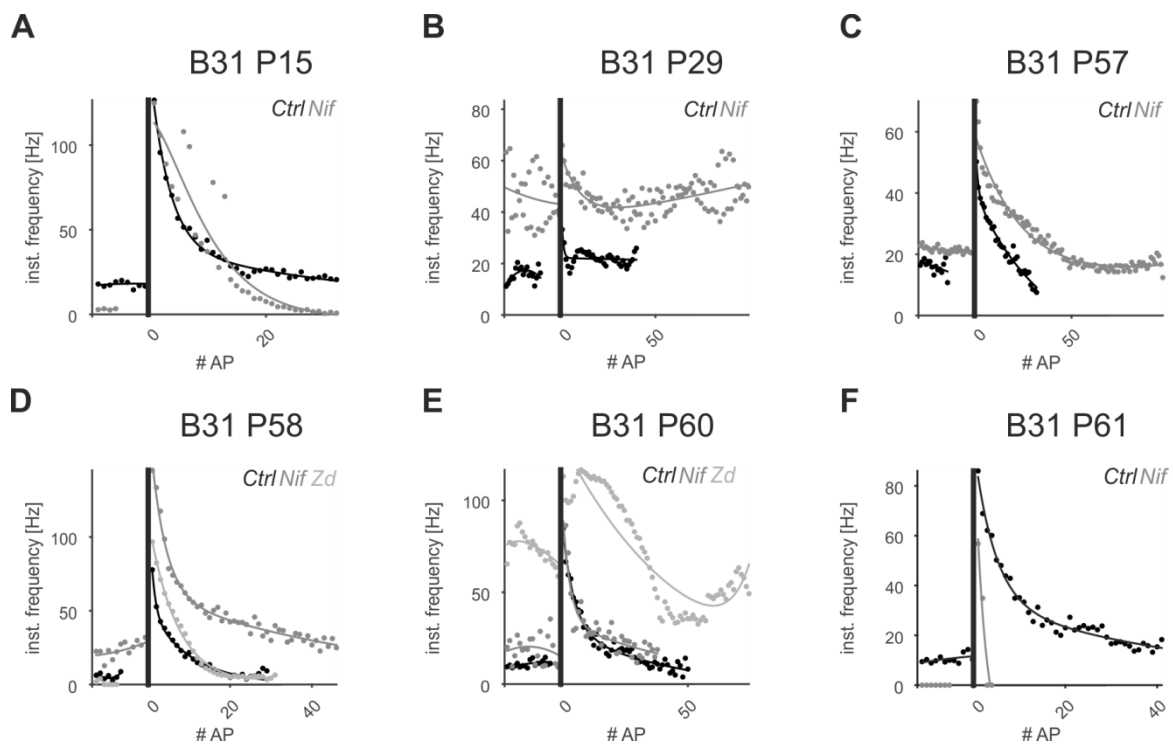 A
B31 P15
Ctrl Nif
inst. frequency [Hz]
100
50
0
0
20
# AP
B
B31 P29
Ctrl Nif
inst. frequency [Hz]
80
60
40
20
0
0
50
# AP
C
B31 P57
Ctrl Nif
inst. frequency [Hz]
60
40
20
0
0
50
# AP
D
B31 P58
Ctrl Nif Zd
inst. frequency [Hz]
100
50
0
0
20
40
# AP
E
B31 P60
Ctrl Nif Zd
inst. frequency [Hz]
100
50
0
0
50
# AP
F
B31 P61
Ctrl Nif
inst. frequency [Hz]
80
60
40
20
0
0
20
40
# AP